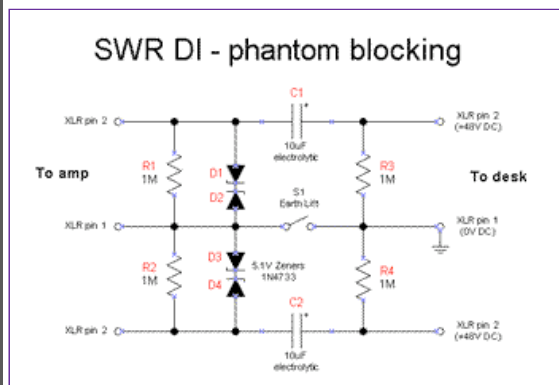 SWR DI - phantom blocking
C1
XLR pin 2
+
XLR pin 2
(+48V DC)
10uF
electrolytic
R1
1M
D1
D2
R3
1M
To amp
S1
Earth Lift
To desk
XLR pin 1
XLR pin 1
(0V DC)
R2
1M
D3
D4
5.1V Zeners
1N4733
R4
1M
C2
XLR pin 2
+
XLR pin 2
(+48V DC)
10uF
electrolytic